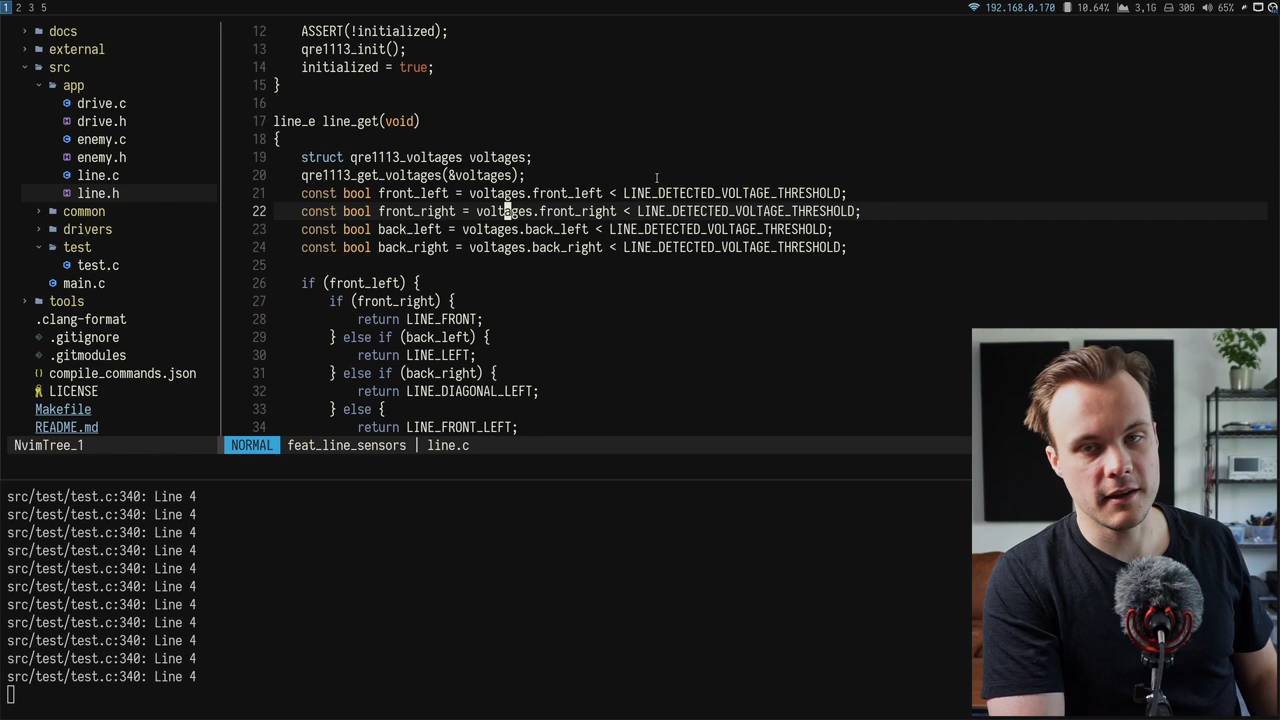 1 2 3 5
192.168.0.170 10.64% 3,1G 30G 65%
docs
external
src
app
drive.c
drive.h
enemy.c
enemy.h
line.c
line.h
common
drivers
test
test.c
main.c
tools
.clang-format
.gitignore
.gitmodules
compile_commands.json
LICENSE
Makefile
README.md
NvimTree_1
12 ASSERT(!initialized);
13 qre1113_init();
14 initialized = true;
15 }
16
17 line_e line_get(void)
18 {
19 struct qre1113_voltages voltages;
20 qre1113_get_voltages(&voltages);
21 const bool front_left = voltages.front_left < LINE_DETECTED_VOLTAGE_THRESHOLD;
22 const bool front_right = voltages.front_right < LINE_DETECTED_VOLTAGE_THRESHOLD;
23 const bool back_left = voltages.back_left < LINE_DETECTED_VOLTAGE_THRESHOLD;
24 const bool back_right = voltages.back_right < LINE_DETECTED_VOLTAGE_THRESHOLD;
25
26 if (front_left) {
27 if (front_right) {
28 return LINE_FRONT;
29 } else if (back_left) {
30 return LINE_LEFT;
31 } else if (back_right) {
32 return LINE_DIAGONAL_LEFT;
33 } else {
34 return LINE_FRONT_LEFT;
NORMAL feat_line_sensors | line.c
src/test/test.c:340: Line 4
src/test/test.c:340: Line 4
src/test/test.c:340: Line 4
src/test/test.c:340: Line 4
src/test/test.c:340: Line 4
src/test/test.c:340: Line 4
src/test/test.c:340: Line 4
src/test/test.c:340: Line 4
src/test/test.c:340: Line 4
src/test/test.c:340: Line 4
src/test/test.c:340: Line 4